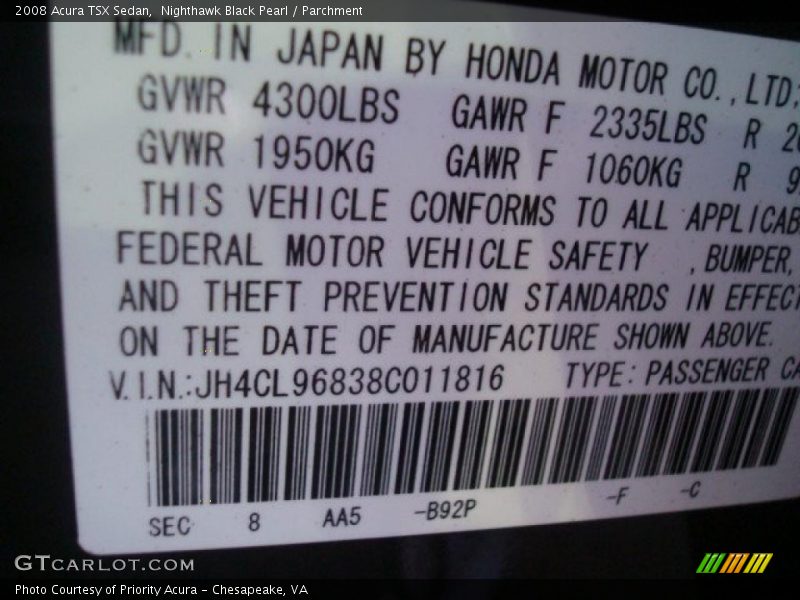 2008 Acura TSX Sedan,  Nighthawk Black Pearl / Parchment
MFD. IN JAPAN BY HONDA MOTOR CO.,LTD.
GVWR 4300LBS GAWR F 2335LBS R
GVWR 1950KG GAWR F 1060KG R
THIS VEHICLE CONFORMS TO ALL
FEDERAL MOTOR VEHICLE SAFETY , BUMPER,
AND THEFT PREVENTION STANDARDS IN EFFECT
ON THE DATE OF MANUFACTURE SHOWN ABOVE.
V.I.N.:JH4CL96838C011816 TYPE: PASSENGER
SEC 8 AA5 -B92P -F -C
GTCARLOT.COM
Photo Courtesy of Priority Acura – Chesapeake, VA